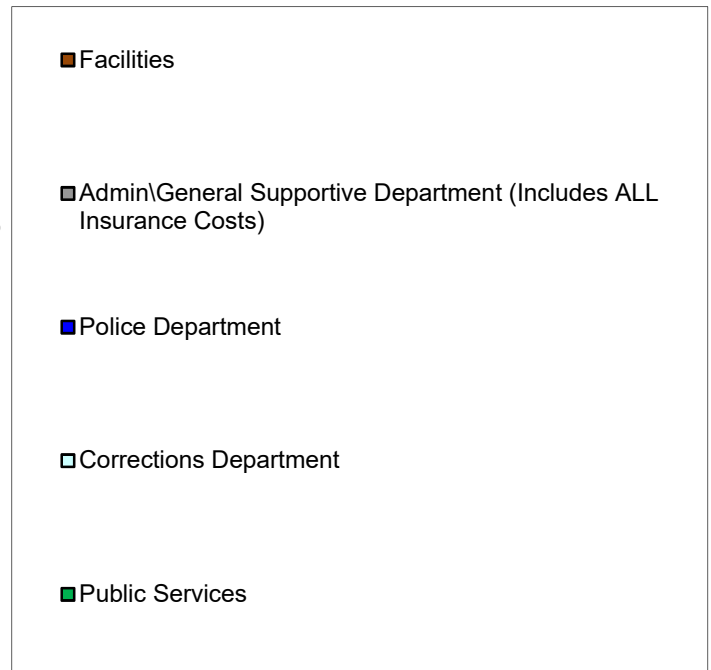 Facilities
Admin\General Supportive Department (Includes ALL
Insurance Costs)
Police Department
Corrections Department
Public Services